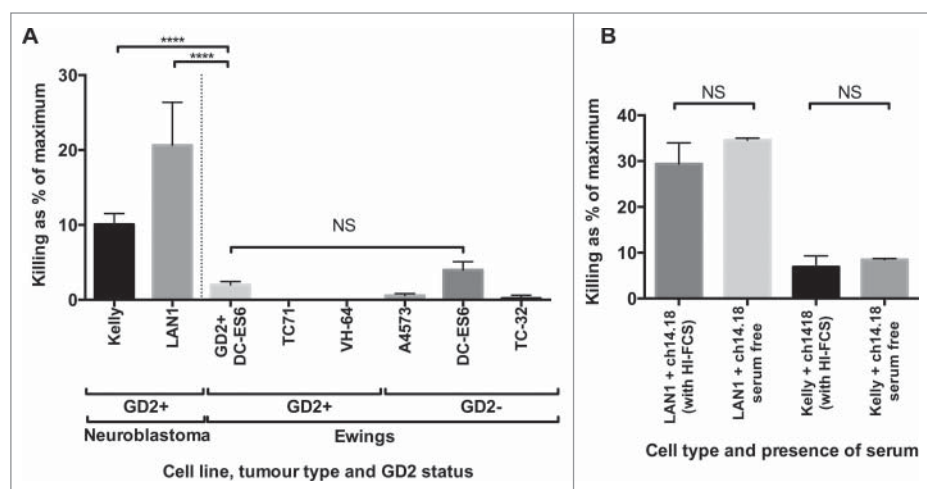 A
****
****
Killing as % of maximum
30
20
10
0
NS
Kelly
LAN1
GD2+
DC-ES6
TC71
VH-64
A4573
DC-ES6
TC-32
GD2+
GD2+
GD2-
Neuroblastoma
Ewings
Cell line, tumour type and GD2 status
B
NS
NS
Killing as % of maximum
40
30
20
10
0
LAN1 + ch14.18
(with HI-FCS)
LAN1 + ch14.18
serum free
Kelly + ch1418
(with HI-FCS)
Kelly + ch14.18
serum free
Cell type and presence of serum